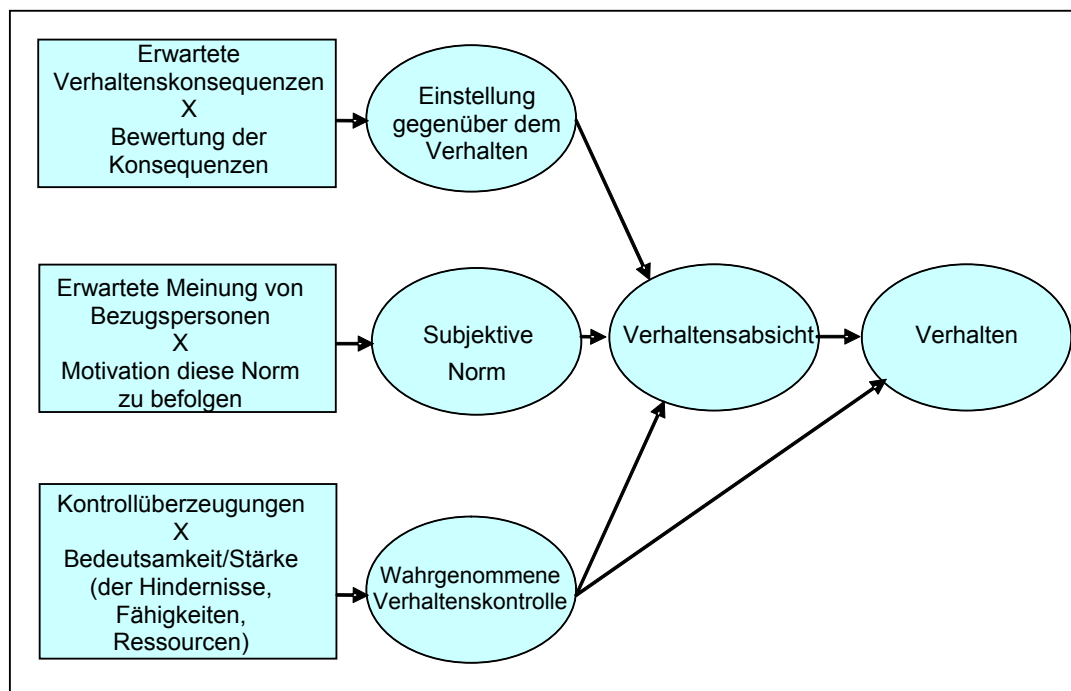 Erwartete
Verhaltenskonsequenzen
X
Bewertung der
Konsequenzen
Einstellung
gegenüber dem
Verhalten
Erwartete Meinung von
Bezugspersonen
X
Motivation diese Norm
zu befolgen
Subjektive
Norm
Verhaltensabsicht
Verhalten
Kontrollüberzeugungen
X
Bedeutsamkeit/Stärke
(der Hindernisse,
Fähigkeiten,
Ressourcen)
Wahrgenommene
Verhaltenskontrolle